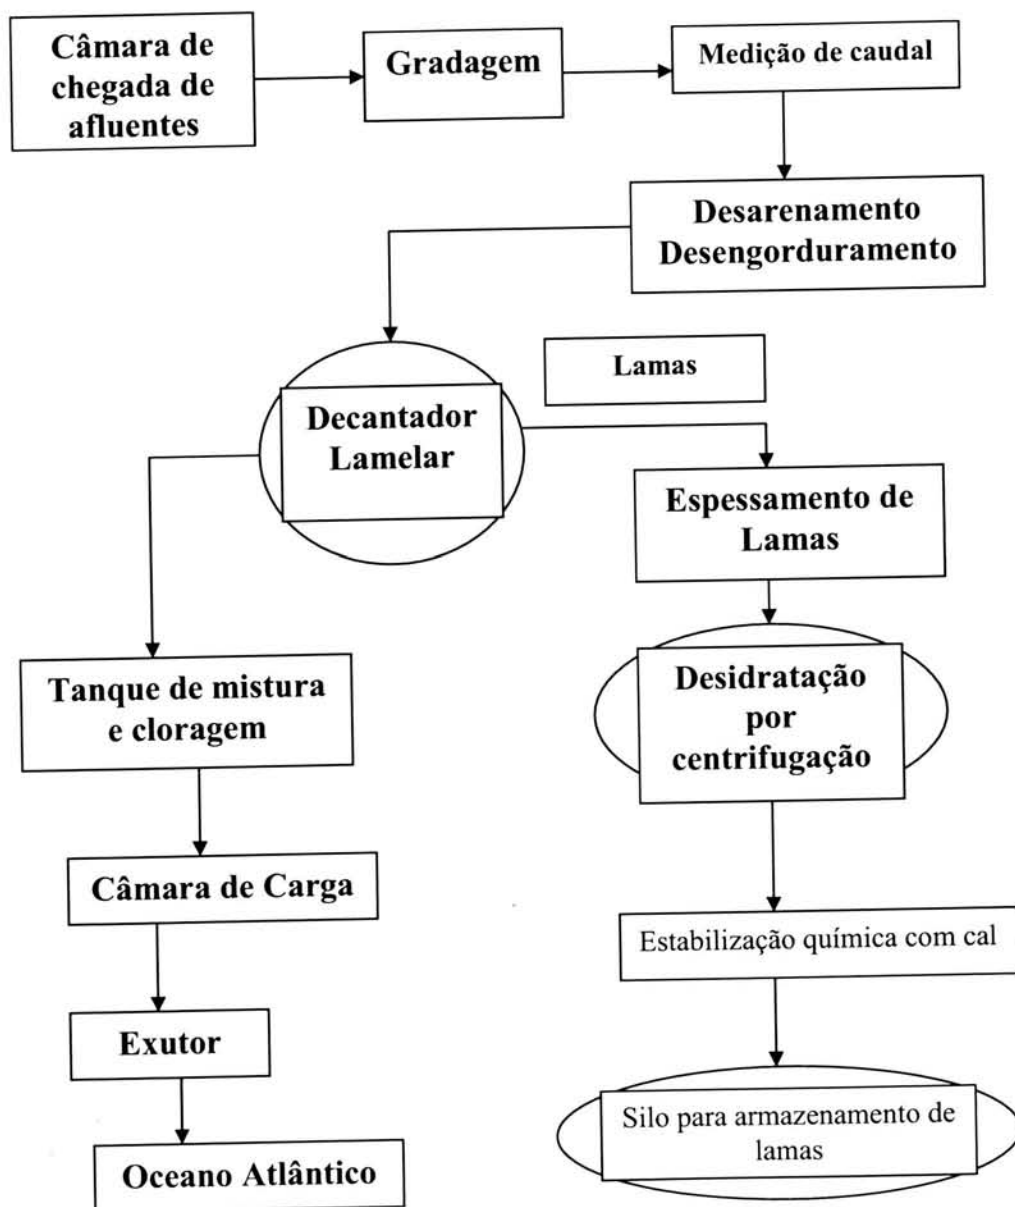 Câmara de
chegada de
afluentes
Gradagem
Medição de caudal
Desarenamento
Desengorduramento
Lamas
Decantador
Lamelar
Espessamento de
Lamas
Tanque de mistura
e cloragem
Desidratação
por
centrifugação
Câmara de Carga
Estabilização química com cal
Exutor
Silo para armazenamento de
lamas
Oceano Atlântico